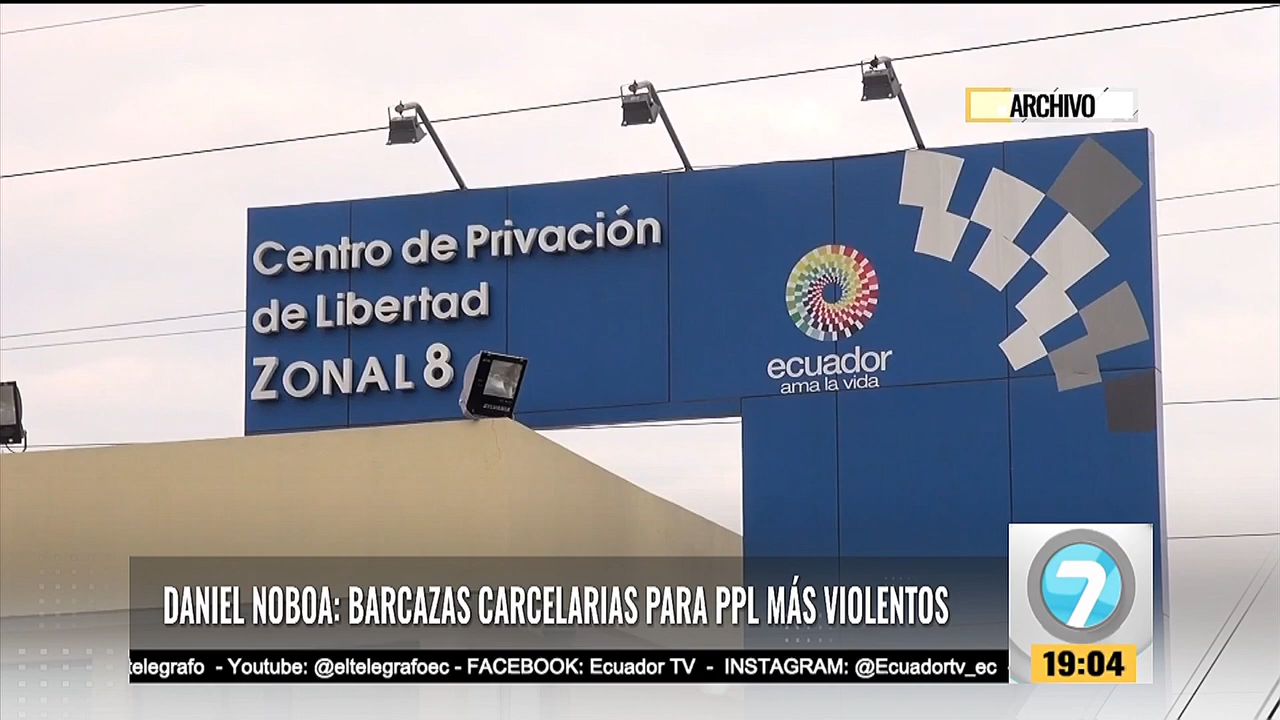 ARCHIVO
Centro de Privación
de Libertad
ZONAL 8
ecuador
ama la vida
SYLVANIA
DANIEL NOBOA: BARCAZAS CARCELARIAS PARA PPL MÁS VIOLENTOS
7
telegrafo - Youtube: @eltelegrafoec - FACEBOOK: Ecuador TV - INSTAGRAM: @Ecuadortv_ec
19:04